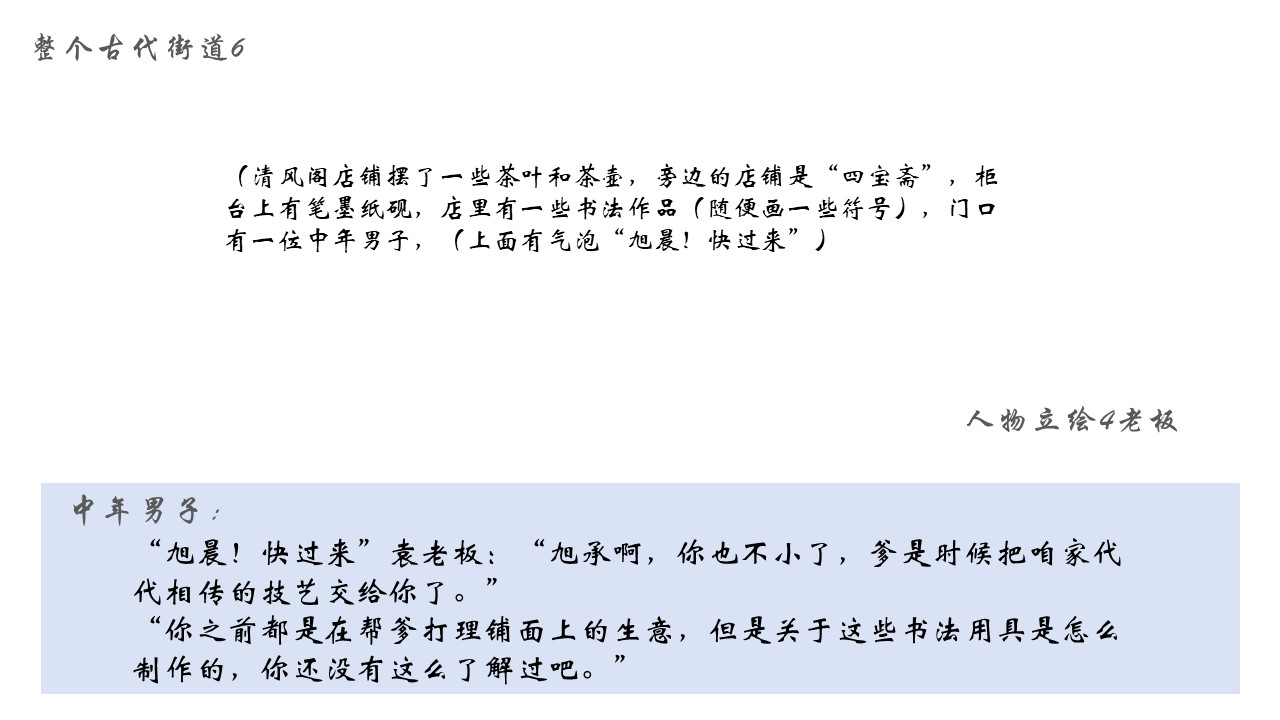 整个古代街道6
（清风阁店铺摆了一些茶叶和茶壶，旁边的店铺是“四宝斋”，柜
台上有笔墨纸砚，店里有一些书法作品（随便画一些符号），门口
有一位中年男子，（上面有气泡“旭晨！快过来”）
人物立绘4老板
中年男子：
“旭晨！快过来”袁老板：“旭承啊，你也不小了，爹是时候把咱家代
代相传的技艺交给你了。”
“你之前都是在帮爹打理铺面上的生意，但是关于这些书法用具是怎么
制作的，你还没有这么了解过吧。”